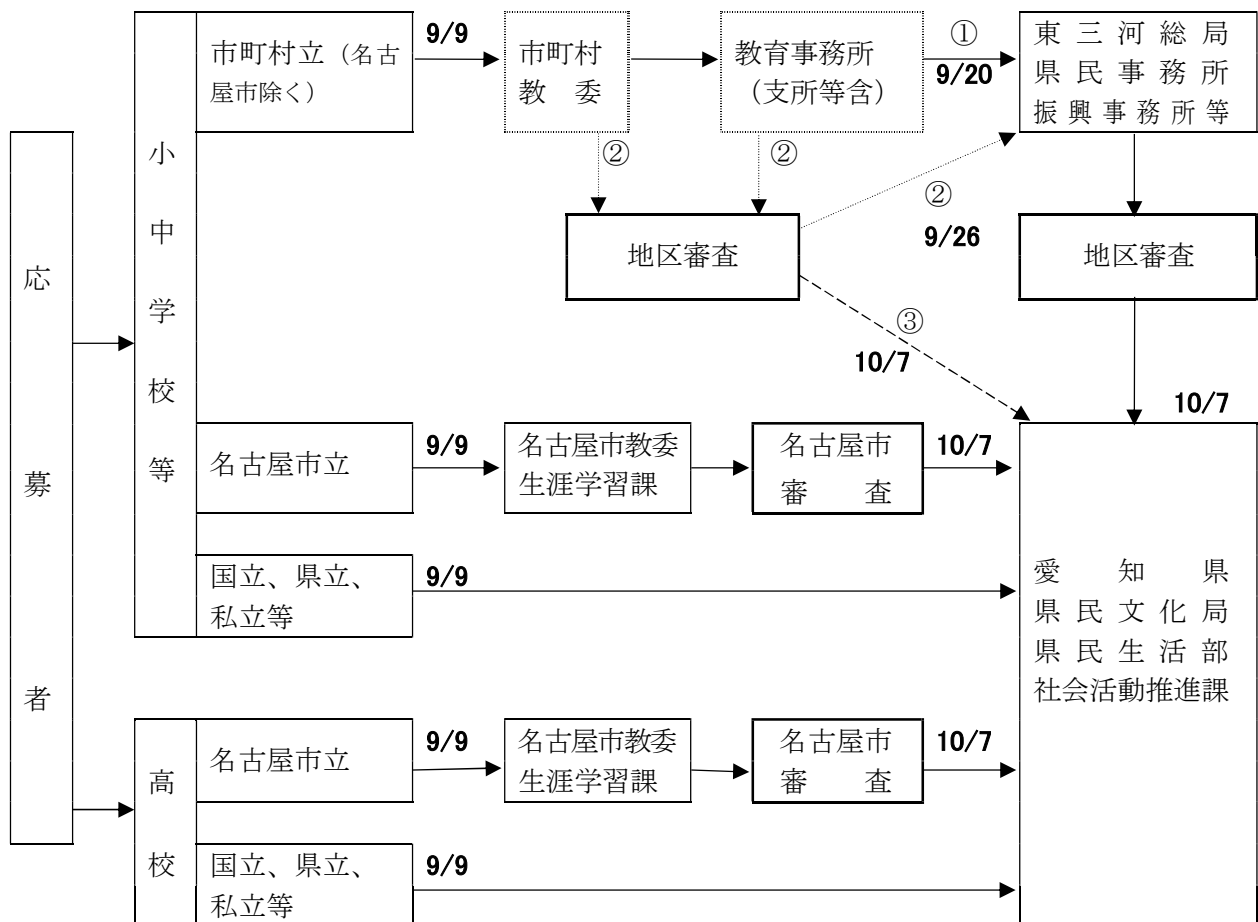 応募者
小中学校等
市町村立（名古
屋市除く）
9/9
市町村
教　委
教育事務所
（支所等含）
①
9/20
東三河総局
県民事務所
振興事務所等
②
②
②
9/26
地区審査
地区審査
③
10/7
10/7
名古屋市立
9/9
名古屋市教委
生涯学習課
名古屋市
審　　査
10/7
国立、県立、
私立等
9/9
愛　知　県
県民文化局
県民生活部
社会活動推進課
高校
名古屋市立
9/9
名古屋市教委
生涯学習課
名古屋市
審　　査
10/7
国立、県立、
私立等
9/9